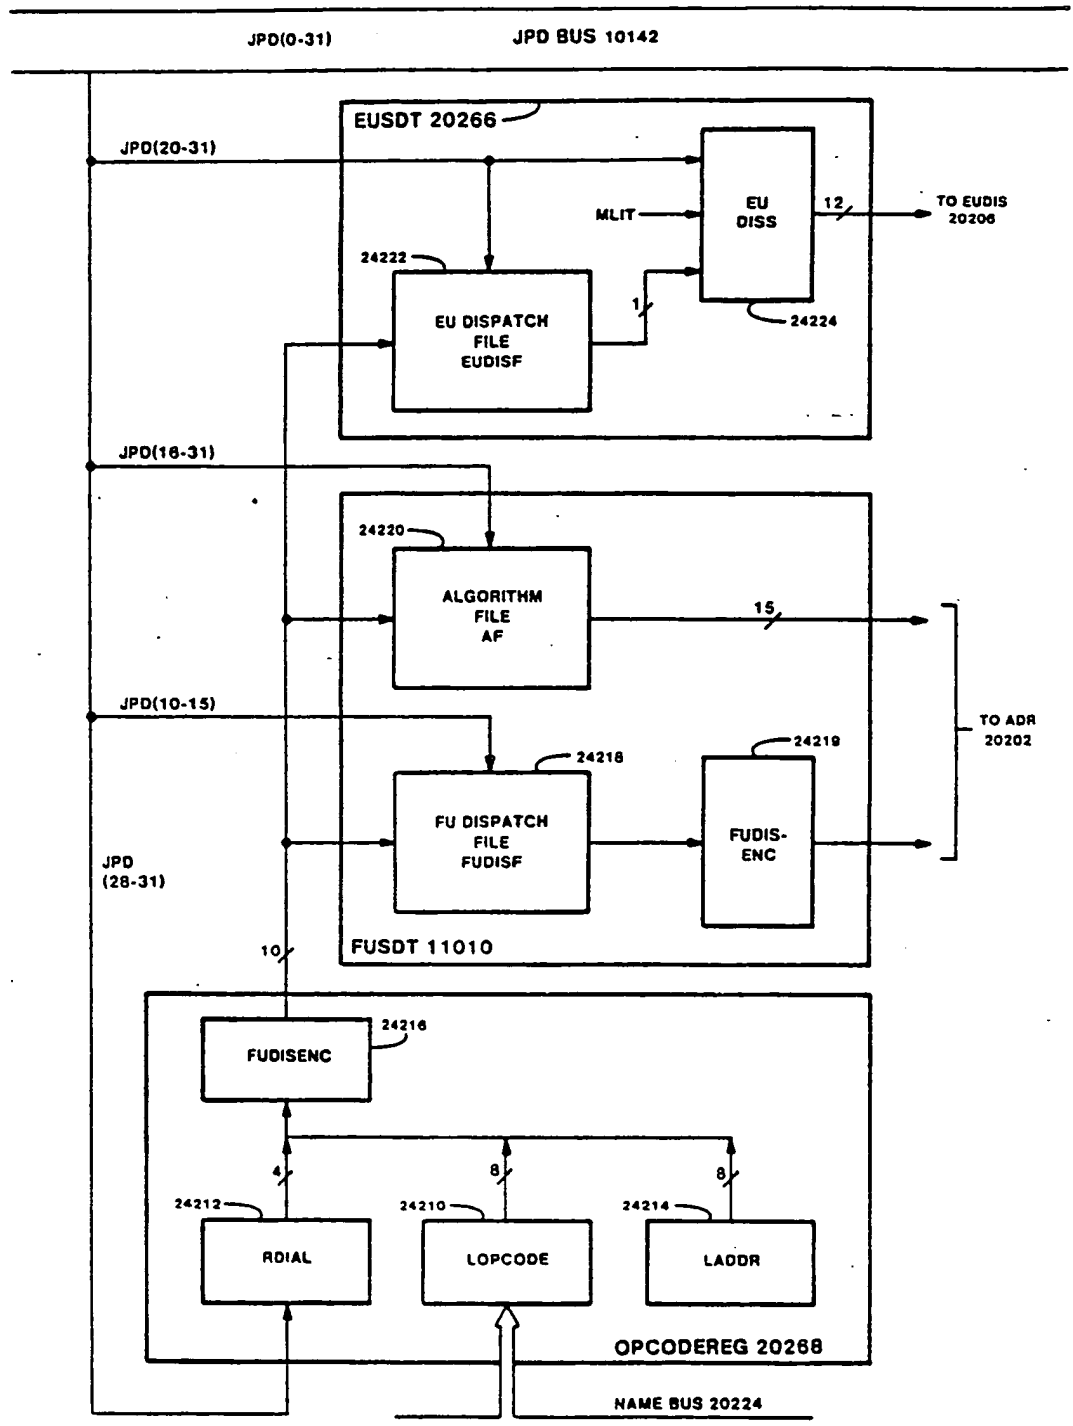 JPD(0-31)
JPD BUS 10142
EUSDT 20266
JPD(20-31)
EU
DISS
12
TO EUDIS
20206
MLIT
24222
1
24224
EU DISPATCH
FILE
EUDISF
JPD(16-31)
24220
ALGORITHM
FILE
AF
15
JPD(10-15)
TO ADR
20202
24218
24219
FU DISPATCH
FILE
FUDISF
FUDIS-
ENC
JPD
(28-31)
10
FUSDT 11010
24216
FUDISENC
4
8
8
24212
24210
24214
RDIAL
LOPCODE
LADDR
OPCODEREG 20268
NAME BUS 20224